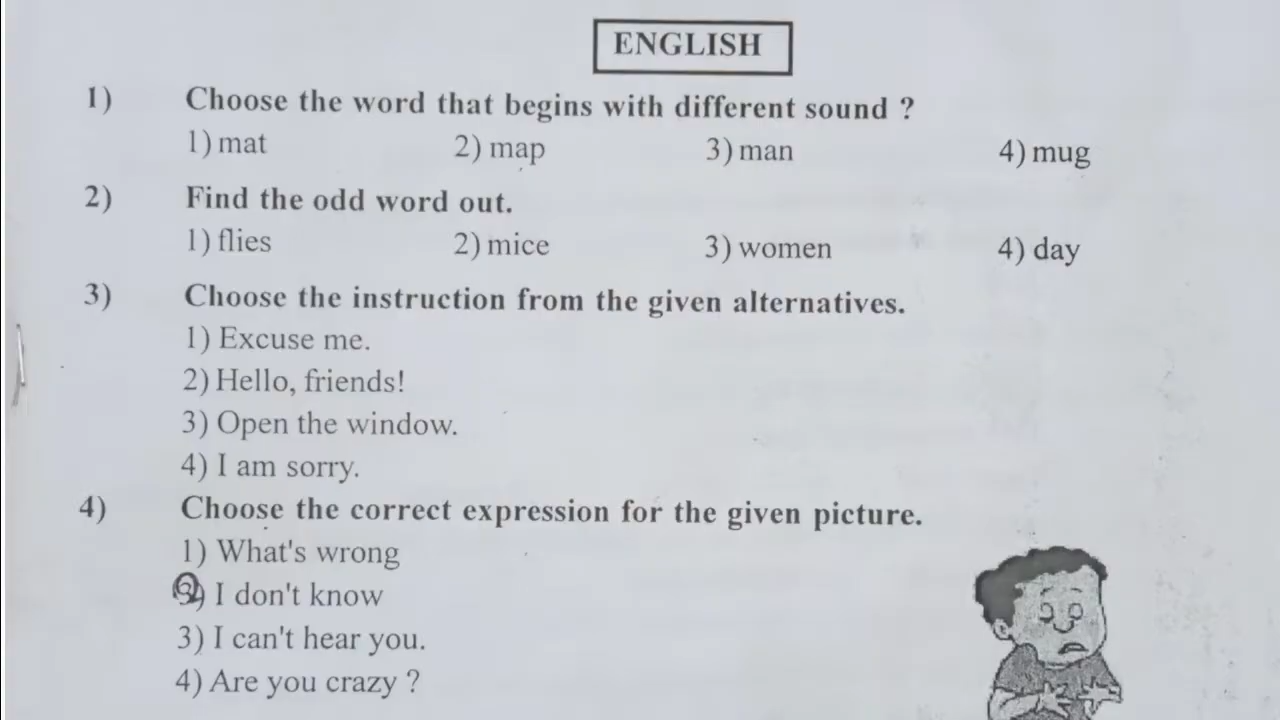 ENGLISH
1) Choose the word that begins with different sound ?
1) mat 2) map 3) man 4) mug
2) Find the odd word out.
1) flies 2) mice 3) women 4) day
3) Choose the instruction from the given alternatives.
1) Excuse me.
2) Hello, friends!
3) Open the window.
4) I am sorry.
4) Choose the correct expression for the given picture.
1) What's wrong
2) I don't know
3) I can't hear you.
4) Are you crazy ?